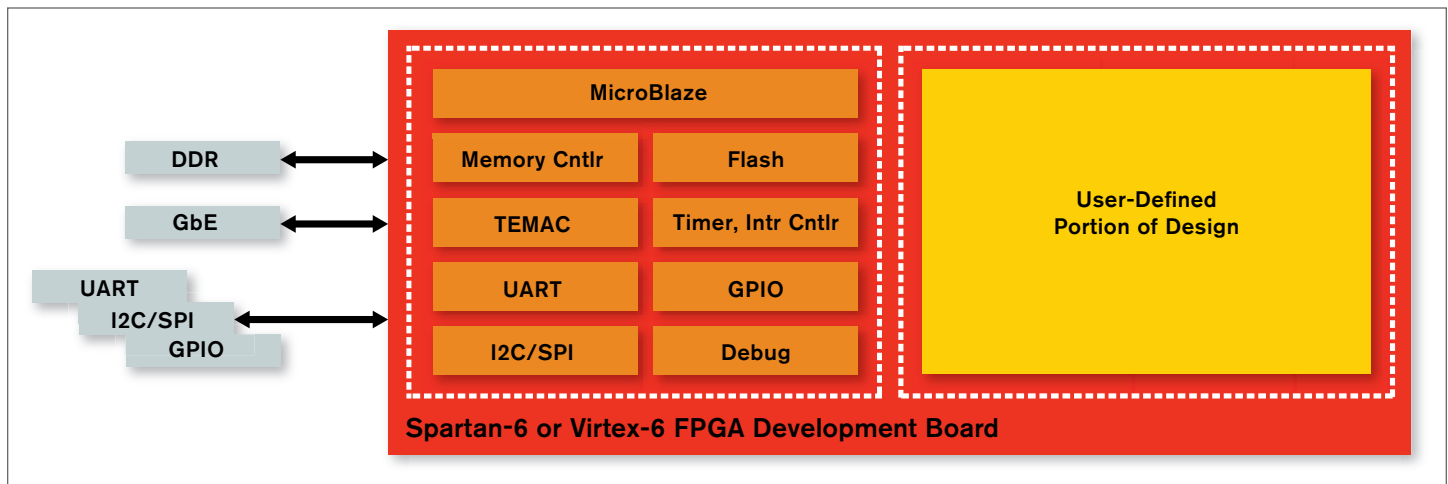 MicroBlaze
DDR
Memory Cntlr
Flash
GbE
TEMAC
Timer, Intr Cntlr
UART
I2C/SPI
GPIO
UART
GPIO
I2C/SPI
Debug
User-Defined
Portion of Design
Spartan-6 or Virtex-6 FPGA Development Board